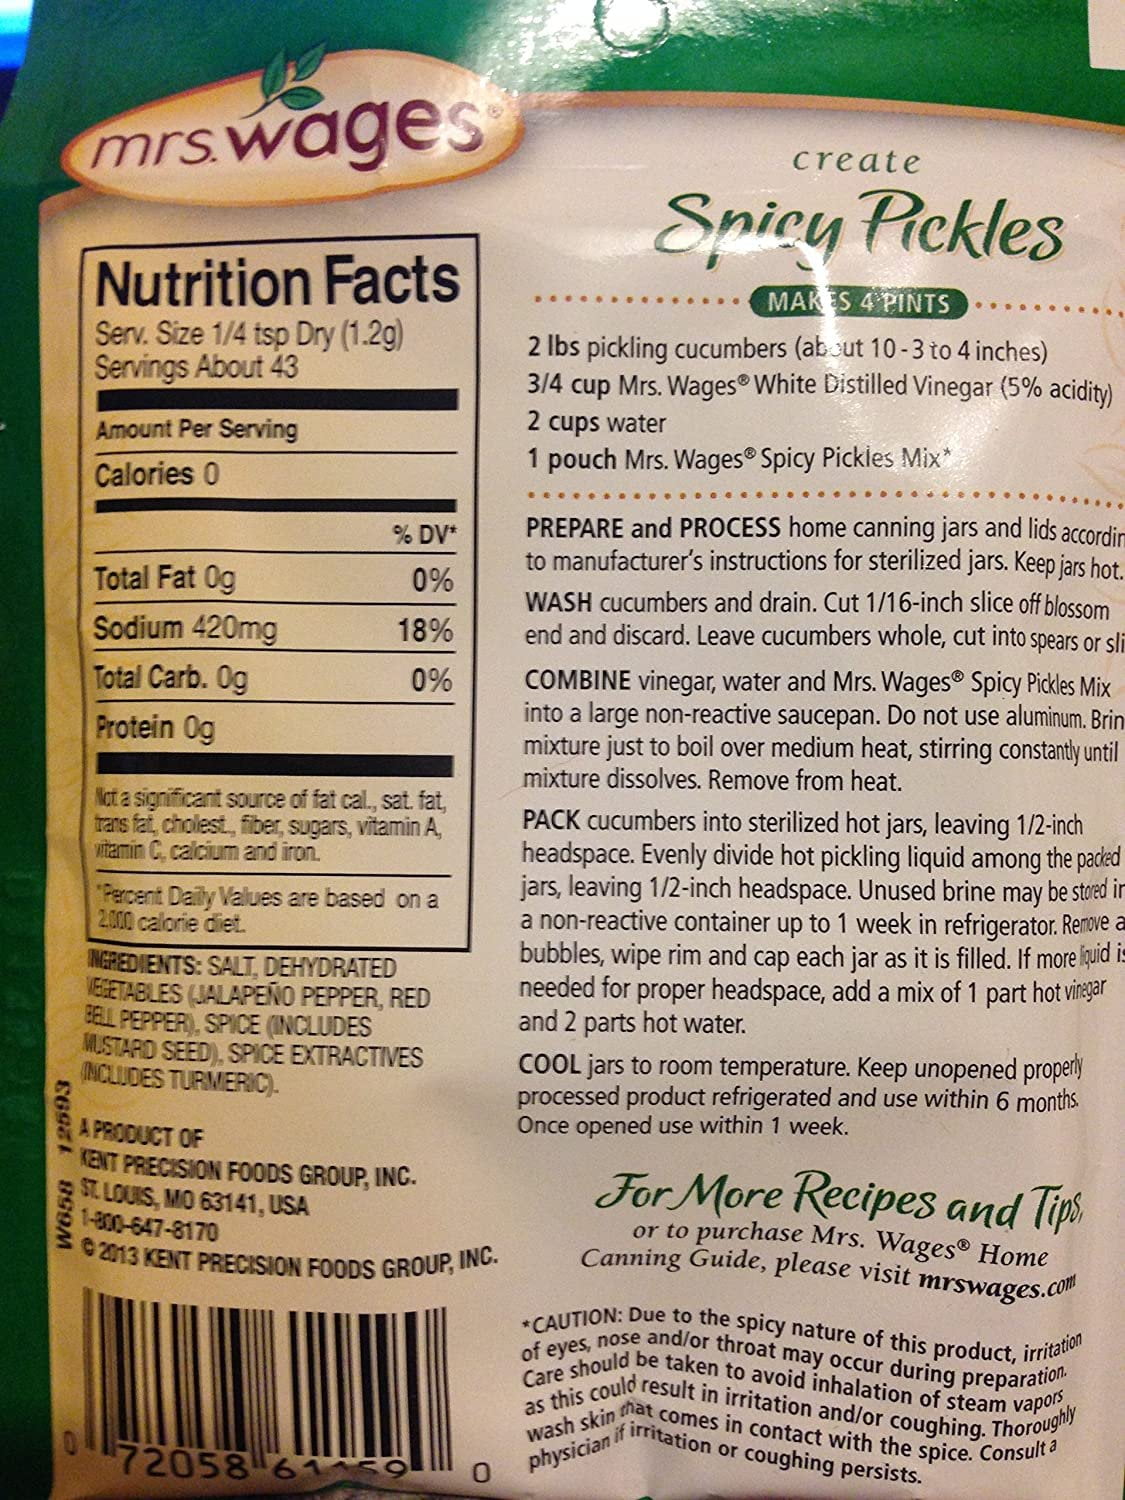 mrs.wages®
create
Spicy Pickles
MAKES 4 PINTS
2 lbs pickling cucumbers (about 10 - 3 to 4 inches)
3/4 cup Mrs. Wages® White Distilled Vinegar (5% acidity)
2 cups water
1 pouch Mrs. Wages® Spicy Pickles Mix*
PREPARE and PROCESS home canning jars and lids accordin
to manufacturer's instructions for sterilized jars. Keep jars hot.
WASH cucumbers and drain. Cut 1/16-inch slice off blossom
end and discard. Leave cucumbers whole, cut into spears or sli
COMBINE vinegar, water and Mrs. Wages® Spicy Pickles Mix
into a large non-reactive saucepan. Do not use aluminum. Brin
mixture just to boil over medium heat, stirring constantly until
mixture dissolves. Remove from heat.
PACK cucumbers into sterilized hot jars, leaving 1/2-inch
headspace. Evenly divide hot pickling liquid among the packed
jars, leaving 1/2-inch headspace. Unused brine may be stored in
a non-reactive container up to 1 week in refrigerator. Remove a
bubbles, wipe rim and cap each jar as it is filled. If more liquid is
needed for proper headspace, add a mix of 1 part hot vinegar
and 2 parts hot water.
COOL jars to room temperature. Keep unopened properly
processed product refrigerated and use within 6 months.
Once opened use within 1 week.
For More Recipes and Tips,
or to purchase Mrs. Wages® Home
Canning Guide, please visit mrswages.com
*CAUTION: Due to the spicy nature of this product, irritation
of eyes, nose and/or throat may occur during preparation.
Care should be taken to avoid inhalation of steam vapors
as this could result in irritation and/or coughing. Thoroughly
wash skin that comes in contact with the spice. Consult a
physician if irritation or coughing persists.
Nutrition Facts
Serv. Size 1/4 tsp Dry (1.2g)
Servings About 43
Amount Per Serving
Calories 0
% DV*
Total Fat 0g 0%
Sodium 420mg 18%
Total Carb. 0g 0%
Protein 0g
Not a significant source of fat cal., sat. fat,
trans fat, cholest., fiber, sugars, vitamin A,
vitamin C, calcium and iron.
*Percent Daily Values are based on a
2,000 calorie diet.
INGREDIENTS: SALT, DEHYDRATED
VEGETABLES (JALAPEÑO PEPPER, RED
BELL PEPPER), SPICE (INCLUDES
MUSTARD SEED), SPICE EXTRACTIVES
(INCLUDES TURMERIC).
A PRODUCT OF
KENT PRECISION FOODS GROUP, INC.
ST. LOUIS, MO 63141, USA
1-800-647-8170
© 2013 KENT PRECISION FOODS GROUP, INC.
W658 12593
0 72058 0